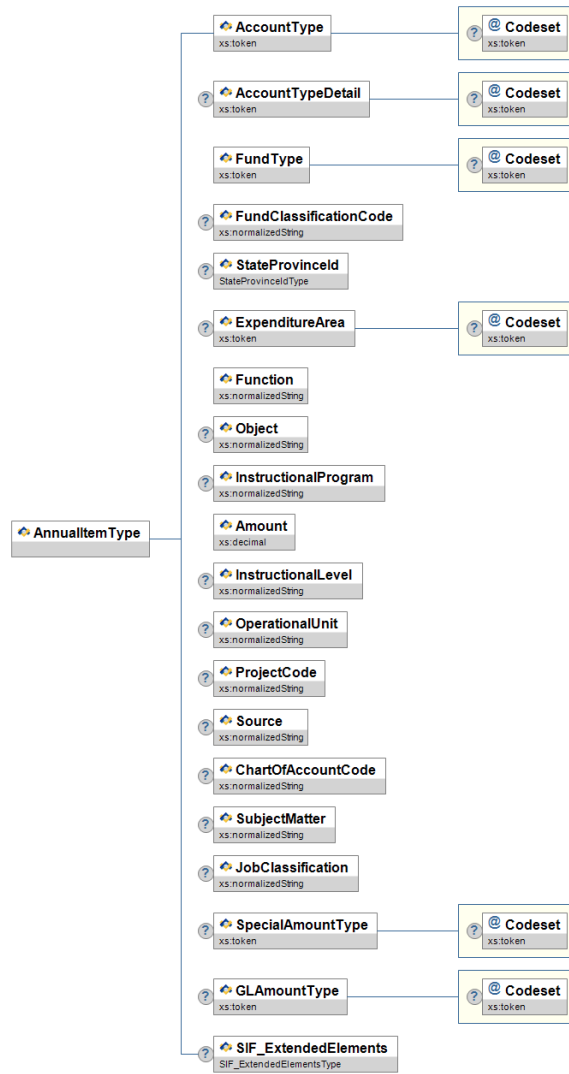 AccountType
xs:token
? @ Codeset
xs:token
? AccountTypeDetail
xs:token
? @ Codeset
xs:token
FundType
xs:token
? @ Codeset
xs:token
? FundClassificationCode
xs:normalizedString
? StateProvinceId
StateProvinceIdType
? ExpenditureArea
xs:token
? @ Codeset
xs:token
Function
xs:normalizedString
? Object
xs:normalizedString
? InstructionalProgram
xs:normalizedString
AnnualItemType
Amount
xs:decimal
? InstructionalLevel
xs:normalizedString
? OperationalUnit
xs:normalizedString
? ProjectCode
xs:normalizedString
? Source
xs:normalizedString
? ChartOfAccountCode
xs:normalizedString
? SubjectMatter
xs:normalizedString
? JobClassification
xs:normalizedString
? SpecialAmountType
xs:token
? @ Codeset
xs:token
? GLAmountType
xs:token
? @ Codeset
xs:token
? SIF_ExtendedElements
SIF_ExtendedElementsType